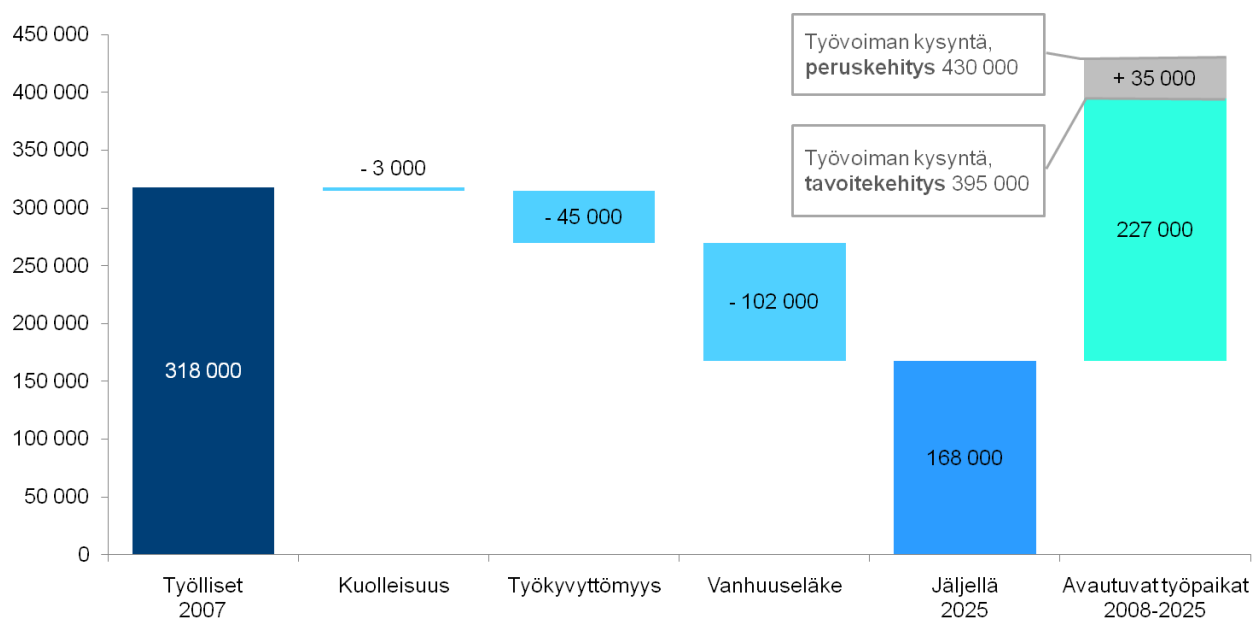 450 000
400 000
350 000
300 000
250 000
200 000
150 000
100 000
50 000
0
318 000
- 3 000
- 45 000
- 102 000
168 000
Työvoiman kysyntä,
peruskehitys 430 000
Työvoiman kysyntä,
tavoitekehitys 395 000
+ 35 000
227 000
Työlliset
2007
Kuolleisuus
Työkyvyttömyys
Vanhuuseläke
Jäljellä
2025
Avautuvat työpaikat
2008-2025